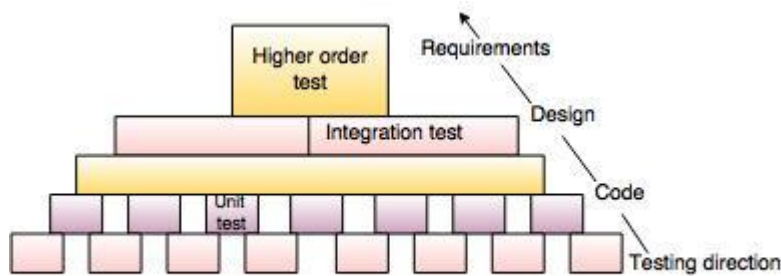 Higher order
test
Requirements
Design
Integration test
Code
Unit
test
Testing direction